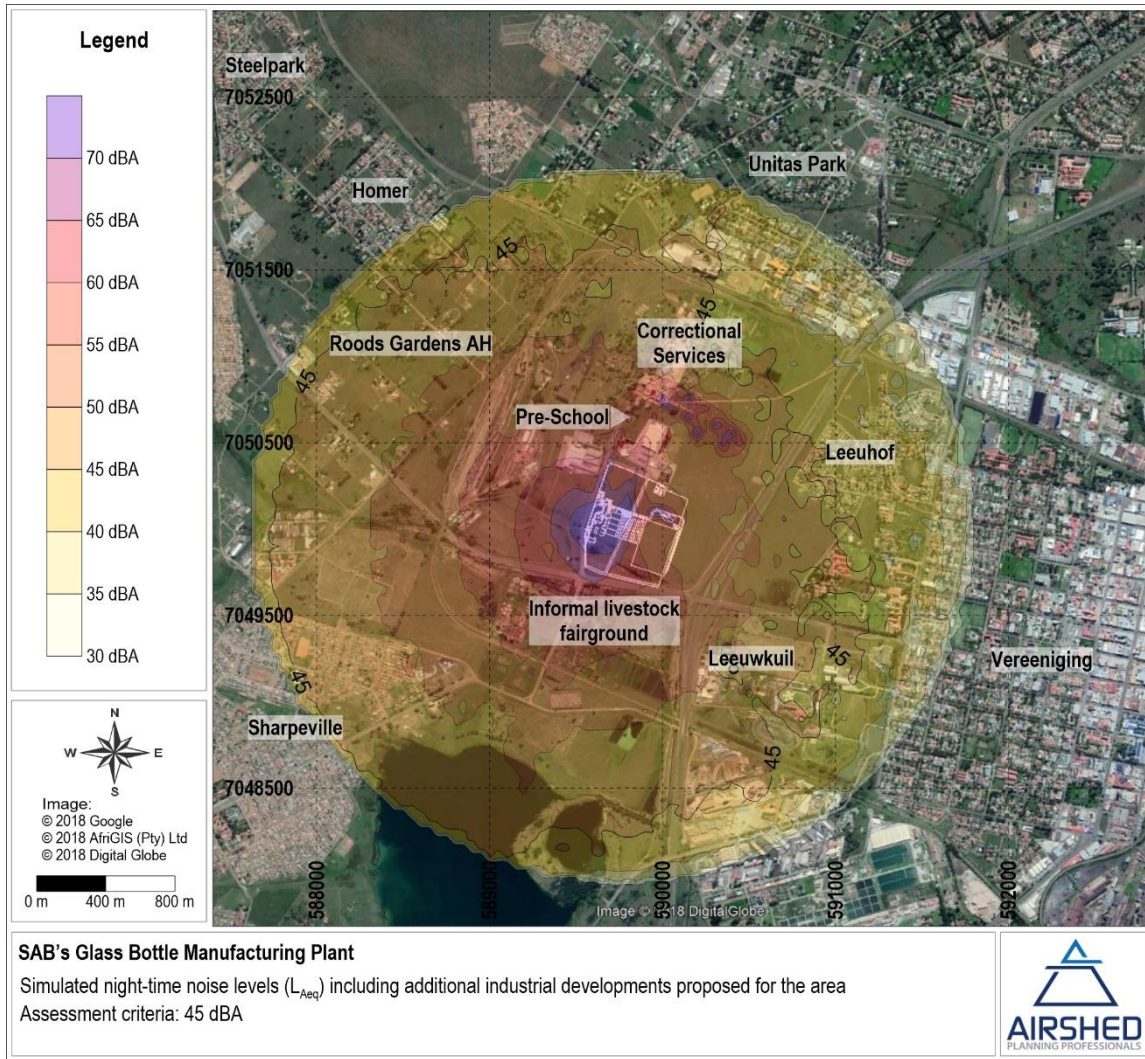 Legend
70 dBA
65 dBA
60 dBA
55 dBA
50 dBA
45 dBA
40 dBA
35 dBA
30 dBA
N
W
E
S
Image:
© 2018 Google
© 2018 AfriGIS (Pty) Ltd
© 2018 Digital Globe
0 m
400 m
800 m
Steelpark
7052500
Unitas Park
Homer
45
7051500
45
Correctional
Services
Roods Gardens AH
45
Pre-School
7050500
Leeuhof
7049500
Informal livestock
fairground
Leeuwkuil
45
Vereeniging
45
Sharpeville
45
7048500
588000
589000
590000
591000
592000
Image © 2018 DigitalGlobe
SAB's Glass Bottle Manufacturing Plant
Simulated night-time noise levels (LAeq) including additional industrial developments proposed for the area
Assessment criteria: 45 dBA
AIRSHED
PLANNING PROFESSIONALS